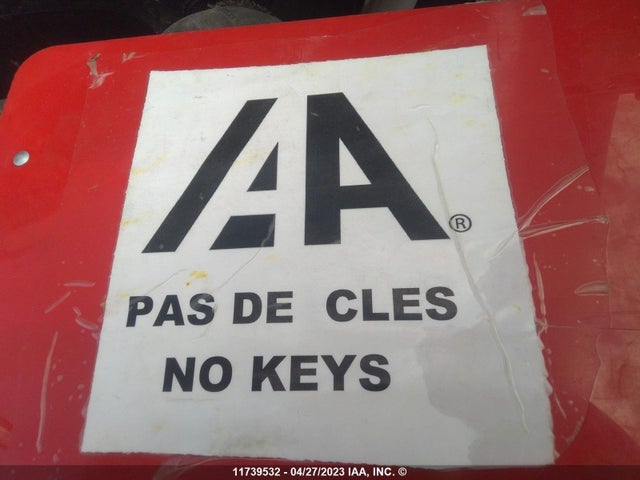 IAA®
PAS DE CLES
NO KEYS
11739532 - 04/27/2023 IAA, INC. ©